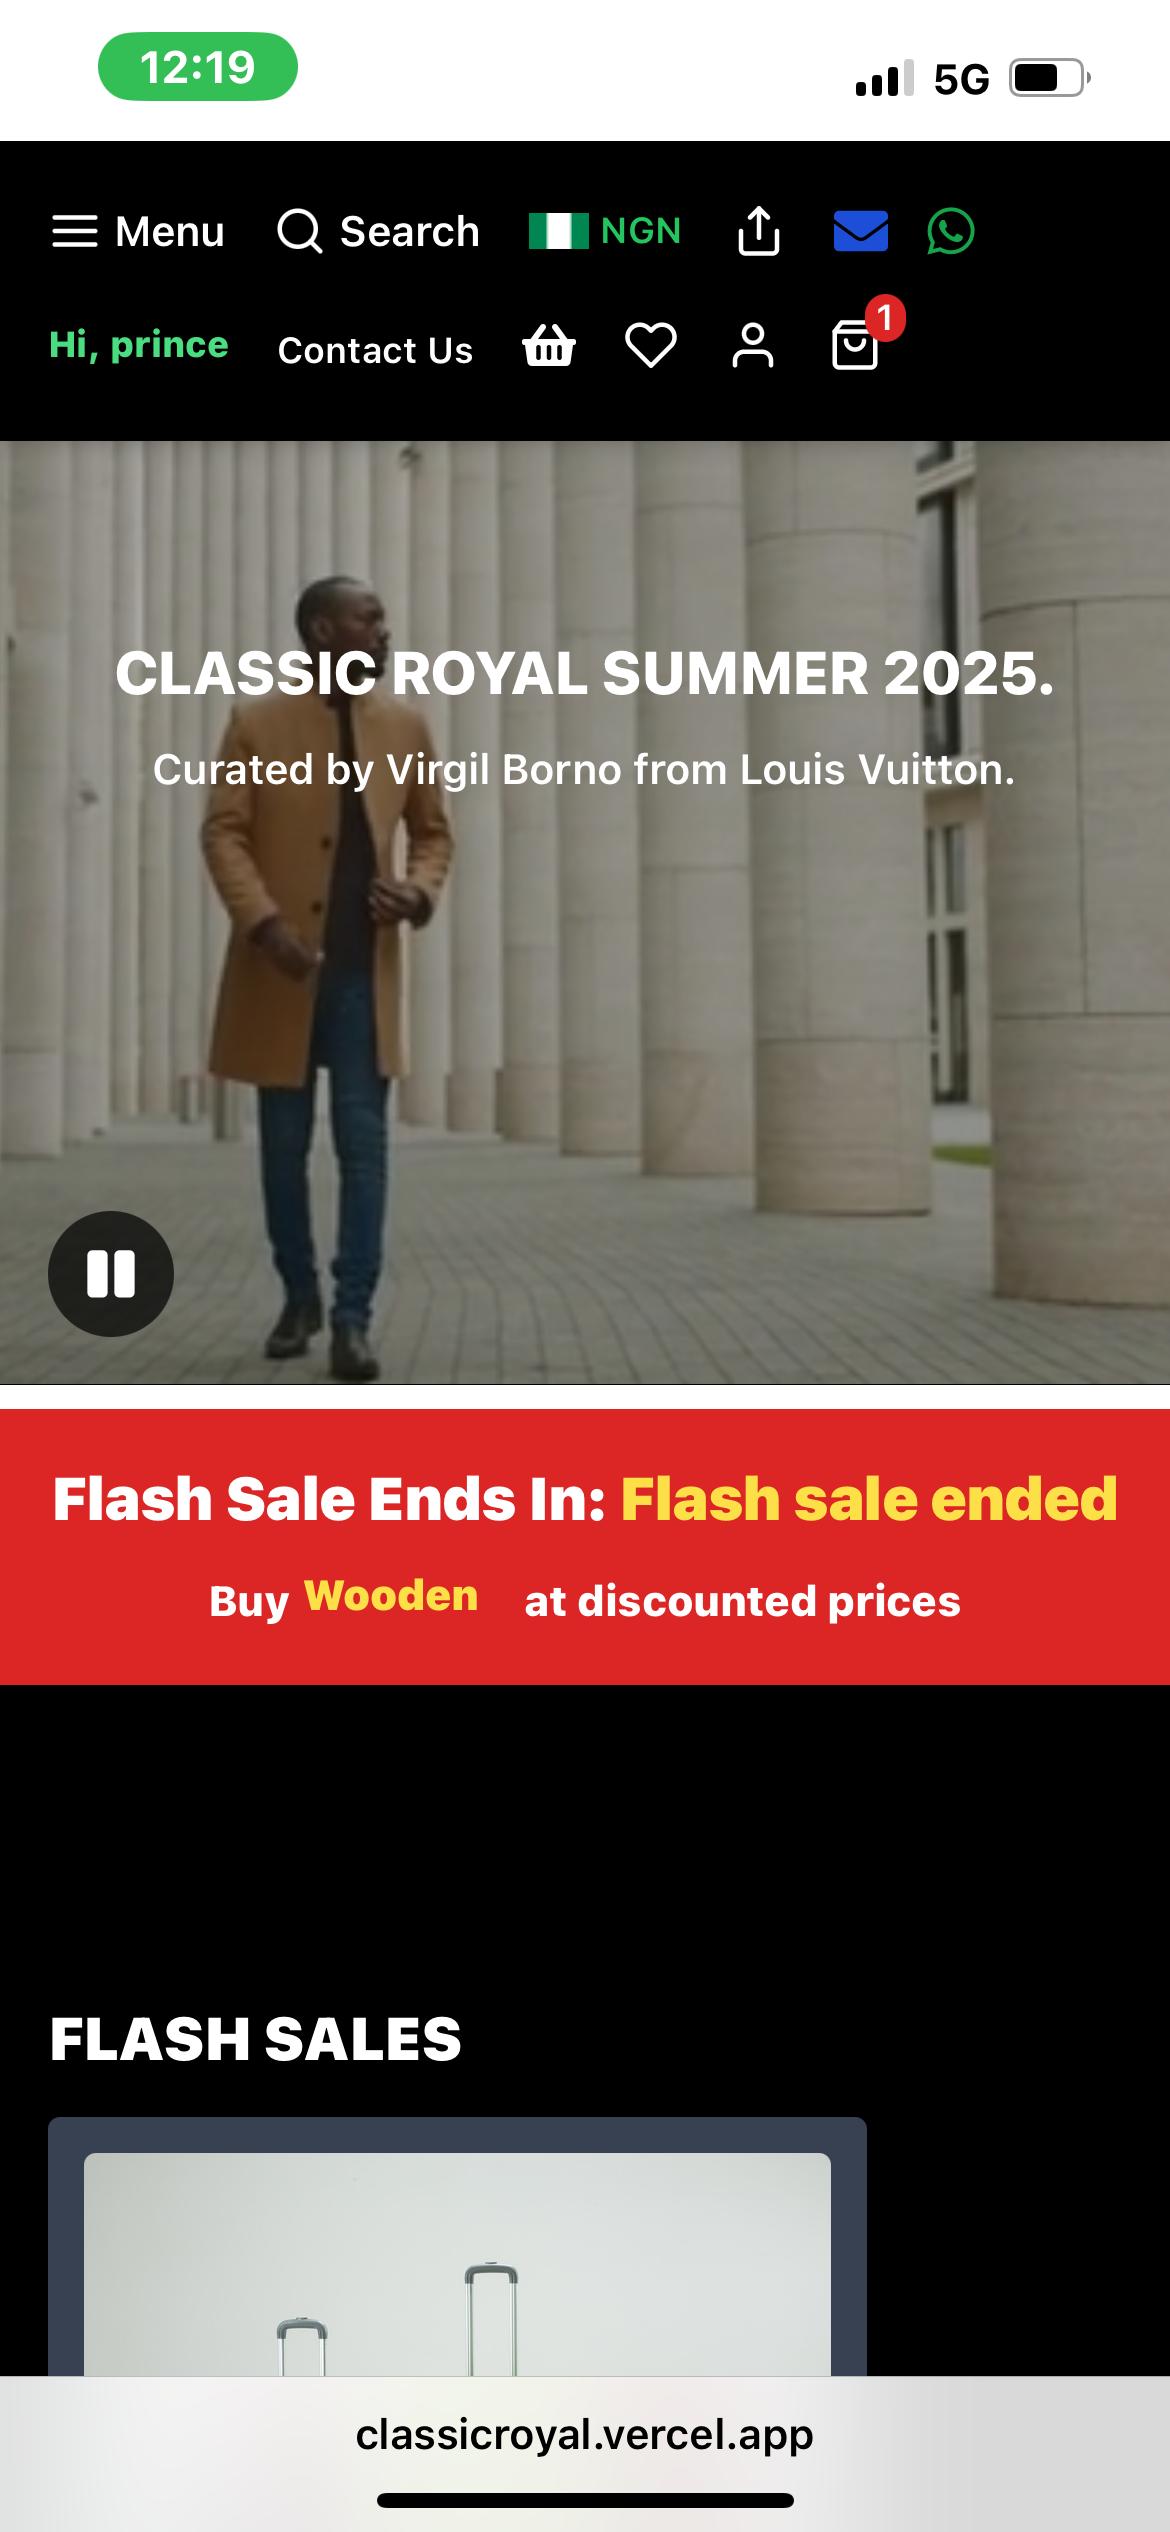 12:19
5G
Menu
Search
NGN
Hi, prince
Contact Us
1
CLASSIC ROYAL SUMMER 2025.
Curated by Virgil Borno from Louis Vuitton.
Flash Sale Ends In: Flash sale ended
Buy Wooden at discounted prices
FLASH SALES
classicroyal.vercel.app